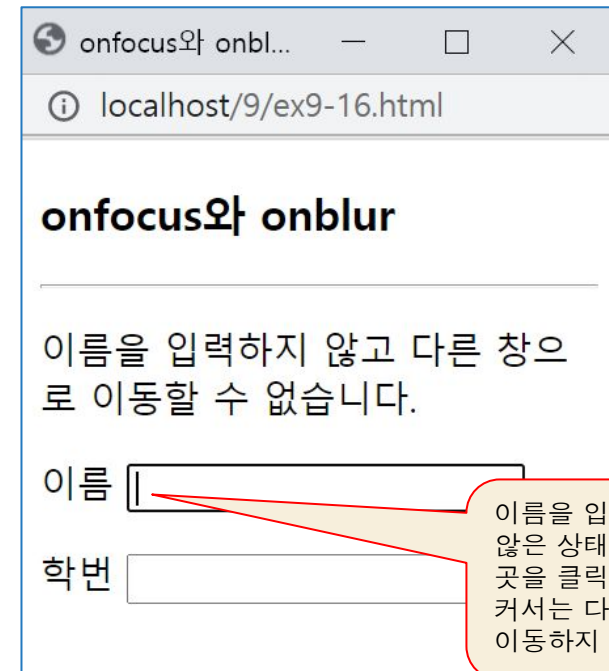 onfocus와 onbl...
localhost/9/ex9-16.html
onfocus와 onblur
이름을 입력하지 않고 다른 창으
로 이동할 수 없습니다.
이름
학번
이름을 입
않은 상태
곳을 클릭
커서는 다
이동하지